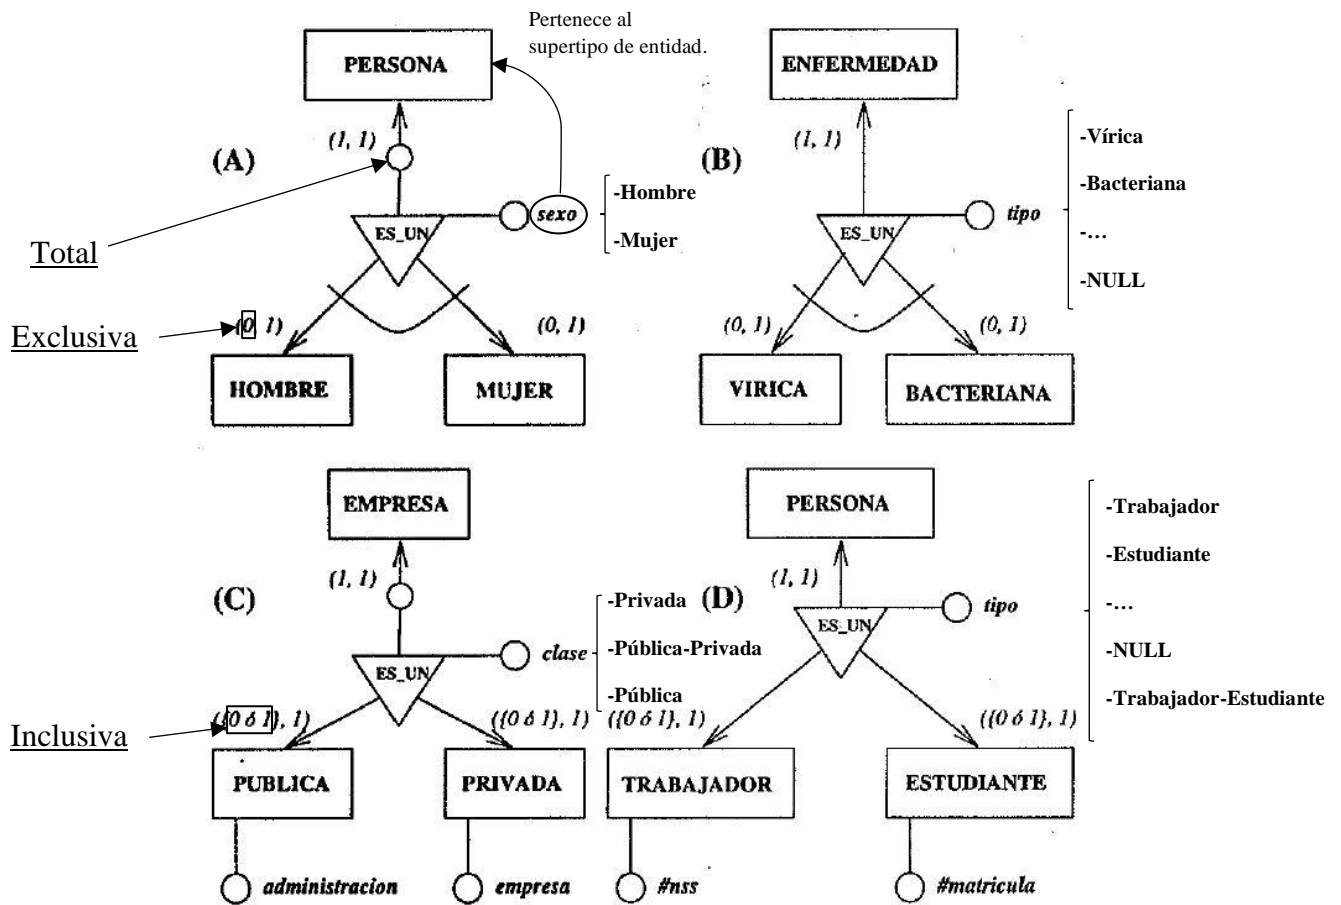 Pertenece al
supertipo de entidad.
PERSONA
(1, 1)
(A)
Total
ES_UN
sexo
-Hombre
-Mujer
Exclusiva
(0, 1)
(0, 1)
HOMBRE
MUJER
ENFERMEDAD
(1, 1)
(B)
ES_UN
tipo
-Vírica
-Bacteriana
-…
-NULL
(0, 1)
(0, 1)
VIRICA
BACTERIANA
EMPRESA
(1, 1)
(C)
ES_UN
clase
-Privada
-Pública-Privada
-Pública
Inclusiva
({0 ó 1}, 1)
({0 ó 1}, 1)
PUBLICA
PRIVADA
administracion
empresa
PERSONA
(1, 1)
(D)
ES_UN
tipo
-Trabajador
-Estudiante
-…
-NULL
-Trabajador-Estudiante
({0 ó 1}, 1)
({0 ó 1}, 1)
TRABAJADOR
ESTUDIANTE
#nss
#matricula